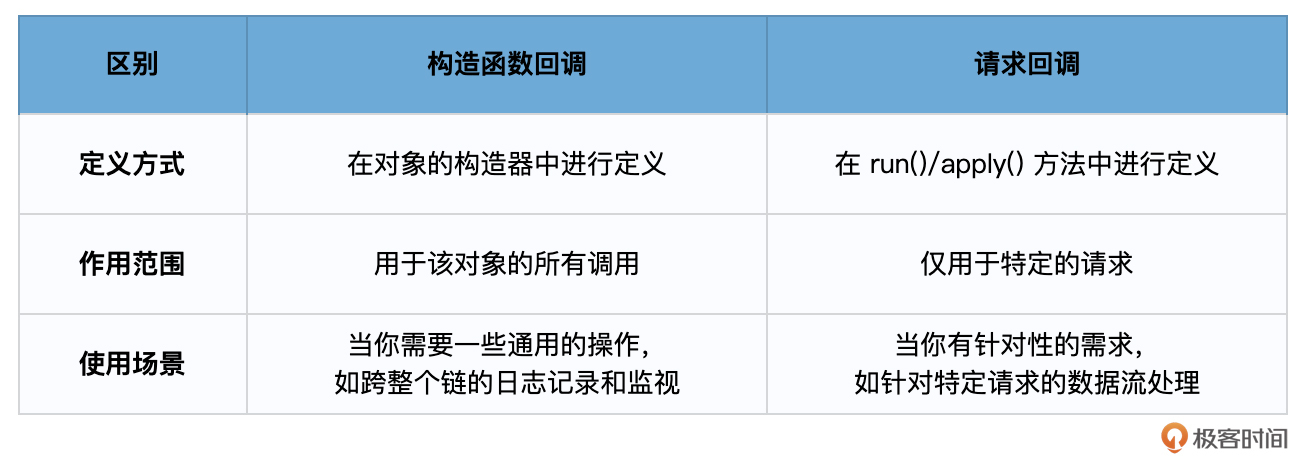 区别
构造函数回调
请求回调
定义方式
在对象的构造器中进行定义
在 run()/apply() 方法中进行定义
作用范围
用于该对象的所有调用
仅用于特定的请求
使用场景
当你需要一些通用的操作，
如跨整个链的日志记录和监视
当你有针对性的需求，
如针对特定请求的数据流处理
极客时间